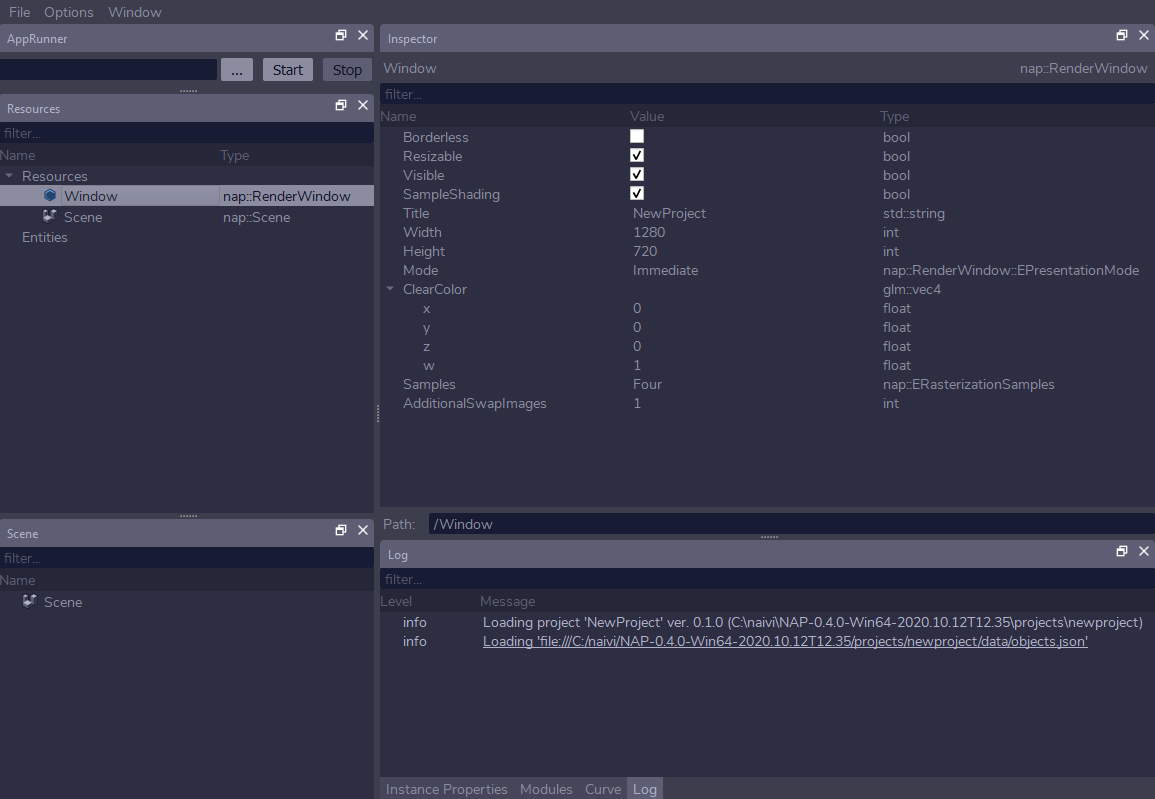 File Options Window
AppRunner
... Start Stop
Resources
filter...
Name Type
Resources
Window nap::RenderWindow
Scene nap::Scene
Entities
Scene
filter...
Name
Scene
Inspector
Window nap::RenderWindow
filter...
Name Value Type
Borderless bool
Resizable bool
Visible bool
SampleShading bool
Title NewProject std::string
Width 1280 int
Height 720 int
Mode Immediate nap::RenderWindow::EPresentationMode
ClearColor glm::vec4
x 0 float
y 0 float
z 0 float
w 1 float
Samples Four nap::ERasterizationSamples
AdditionalSwapImages 1 int
Path: /Window
Log
filter...
Level Message
info Loading project 'NewProject' ver. 0.1.0 (C:\naivi\NAP-0.4.0-Win64-2020.10.12T12.35\projects\newproject)
info Loading 'file:///C:/naivi/NAP-0.4.0-Win64-2020.10.12T12.35/projects/newproject/data/objects.json'
Instance Properties Modules Curve Log